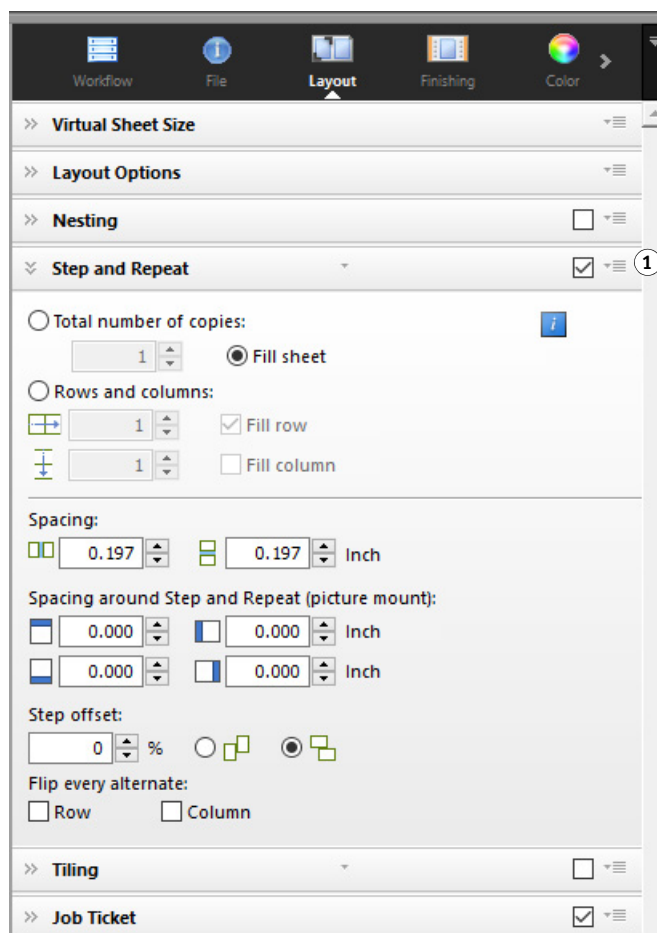 Workflow File Layout Finishing Color
Virtual Sheet Size
Layout Options
Nesting
Step and Repeat
1
Total number of copies:
1 Fill sheet
Rows and columns:
1 Fill row
1 Fill column
Spacing:
0.197 0.197 Inch
Spacing around Step and Repeat (picture mount):
0.000 0.000 Inch
0.000 0.000 Inch
Step offset:
0 %
Flip every alternate:
Row Column
Tiling
Job Ticket